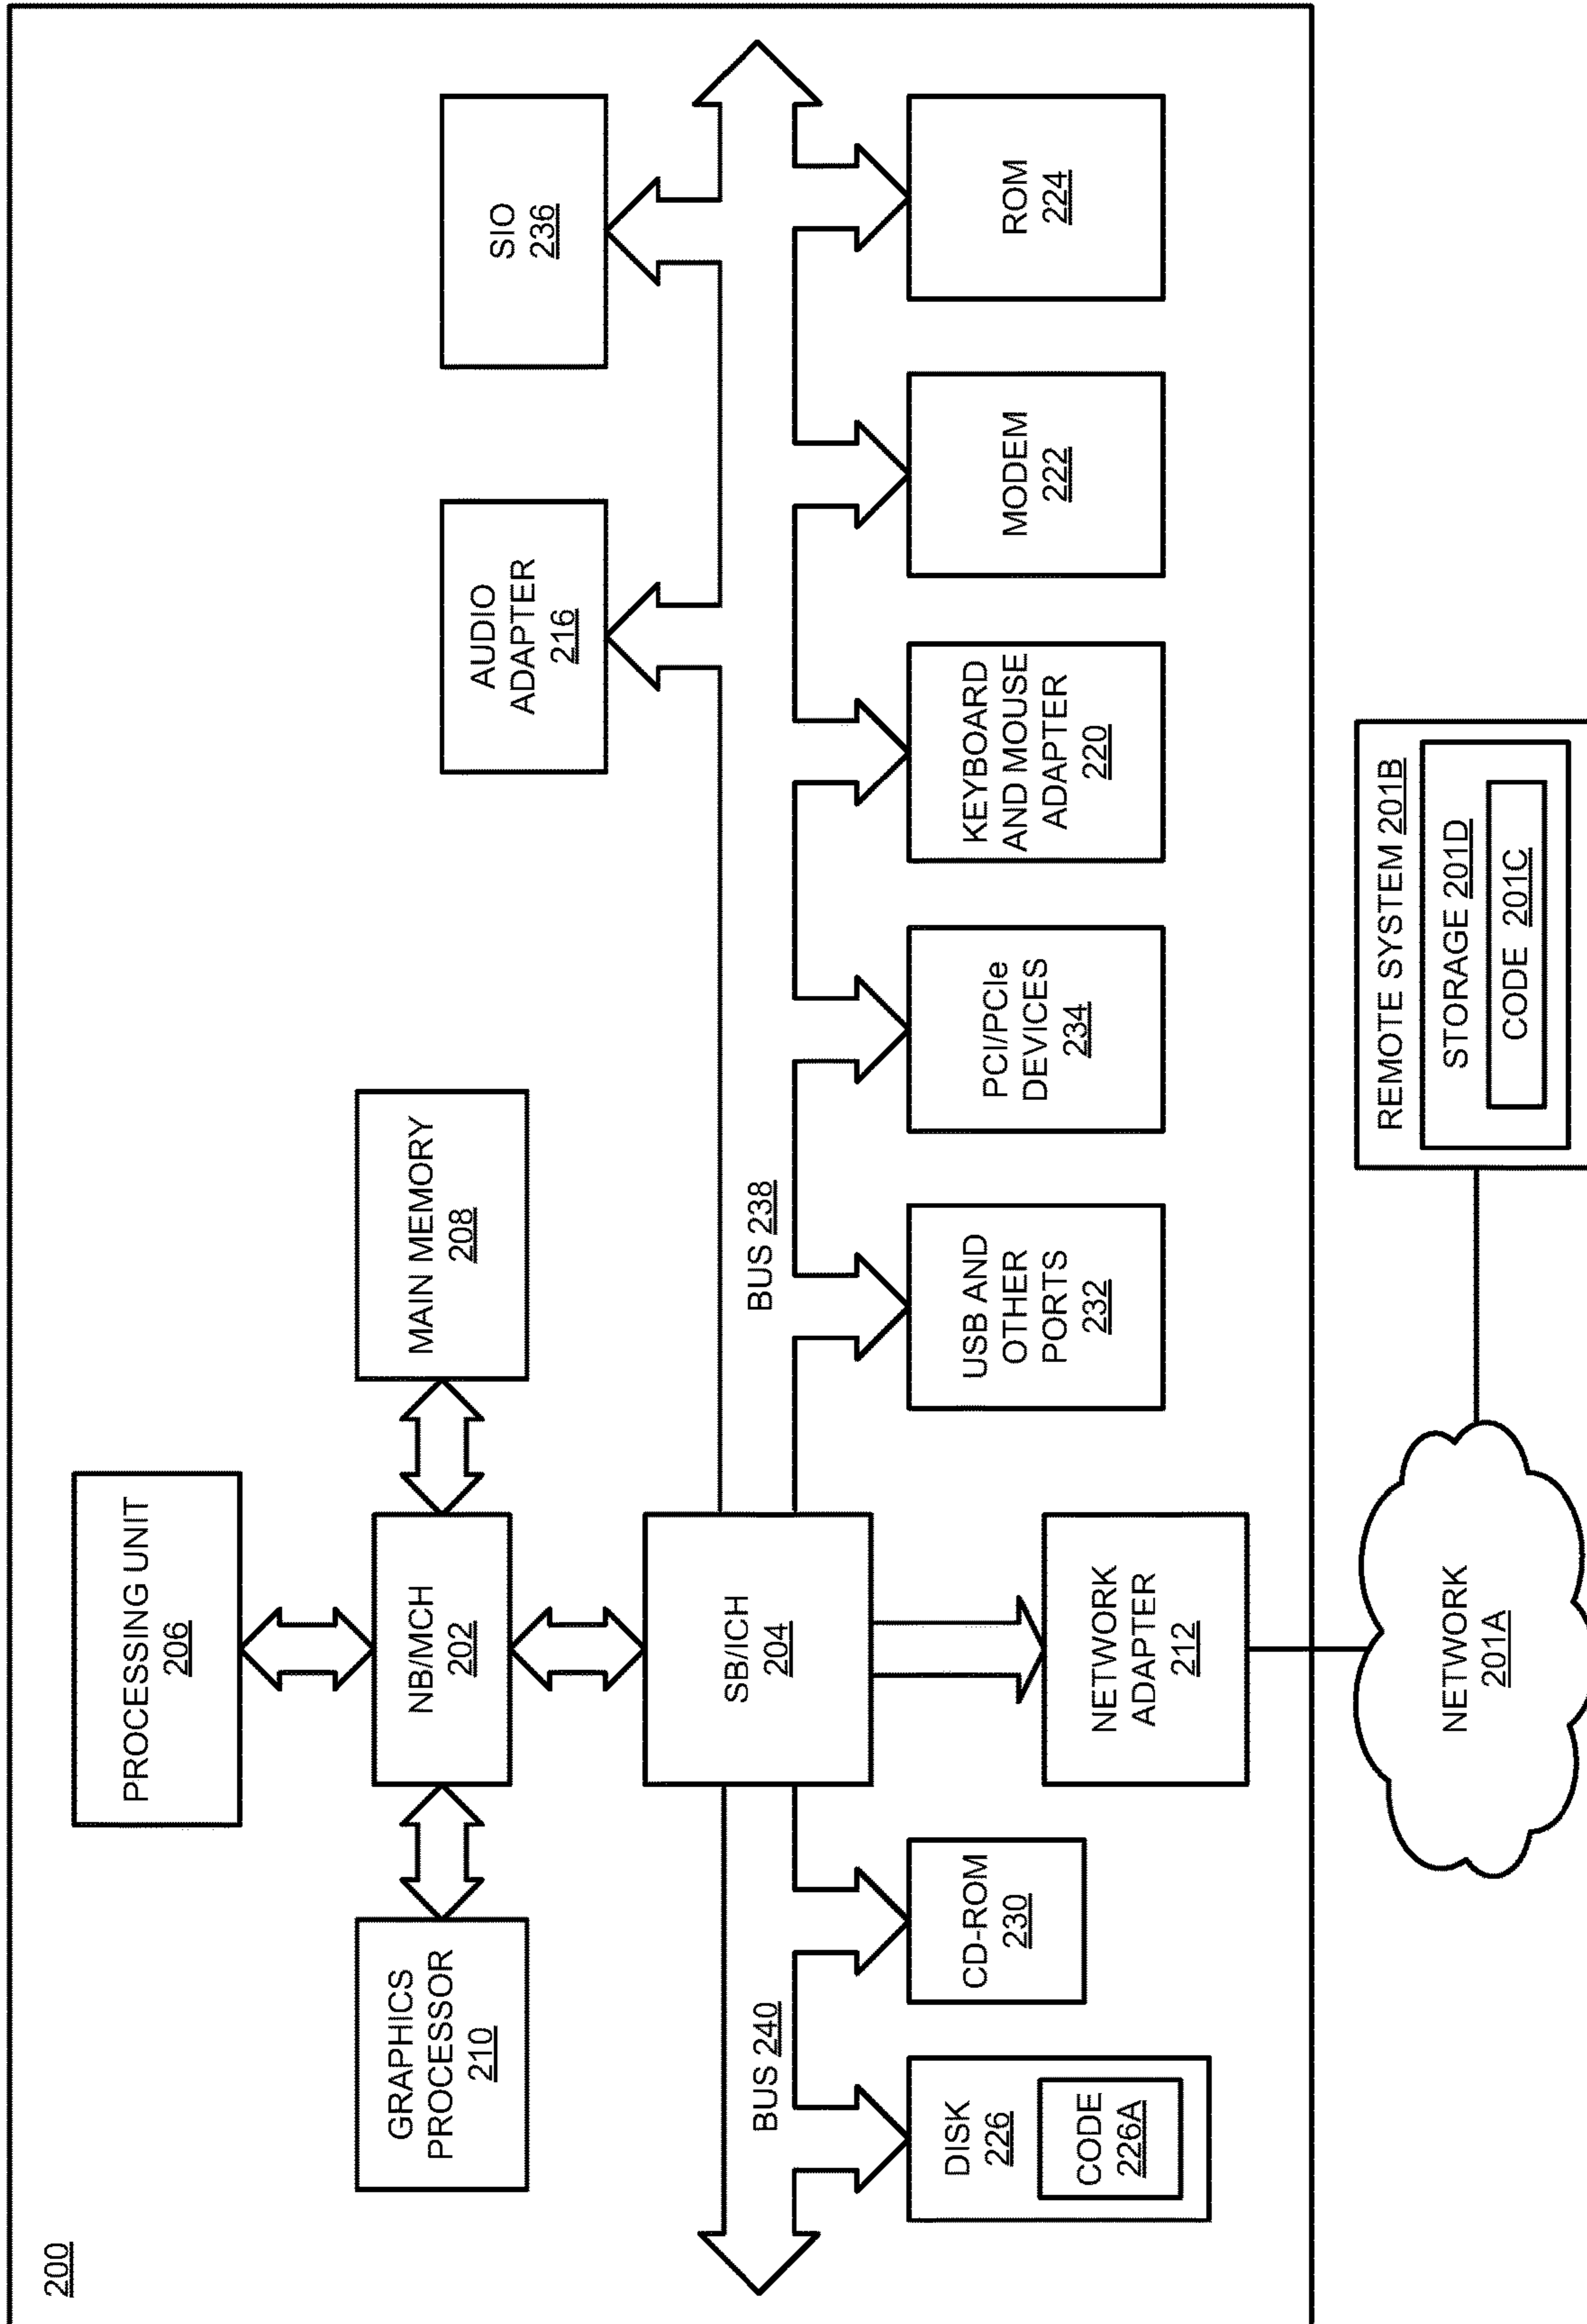 200
PROCESSING UNIT
206
GRAPHICS
PROCESSOR
210
NB/MCH
202
MAIN MEMORY
208
AUDIO
ADAPTER
216
SIO
236
SB/ICH
204
BUS 240
BUS 238
DISK
226
CODE
226A
CD-ROM
230
NETWORK
ADAPTER
212
USB AND
OTHER
PORTS
232
PCI/PCIe
DEVICES
234
KEYBOARD
AND MOUSE
ADAPTER
220
MODEM
222
ROM
224
NETWORK
201A
REMOTE SYSTEM 201B
STORAGE 201D
CODE 201C